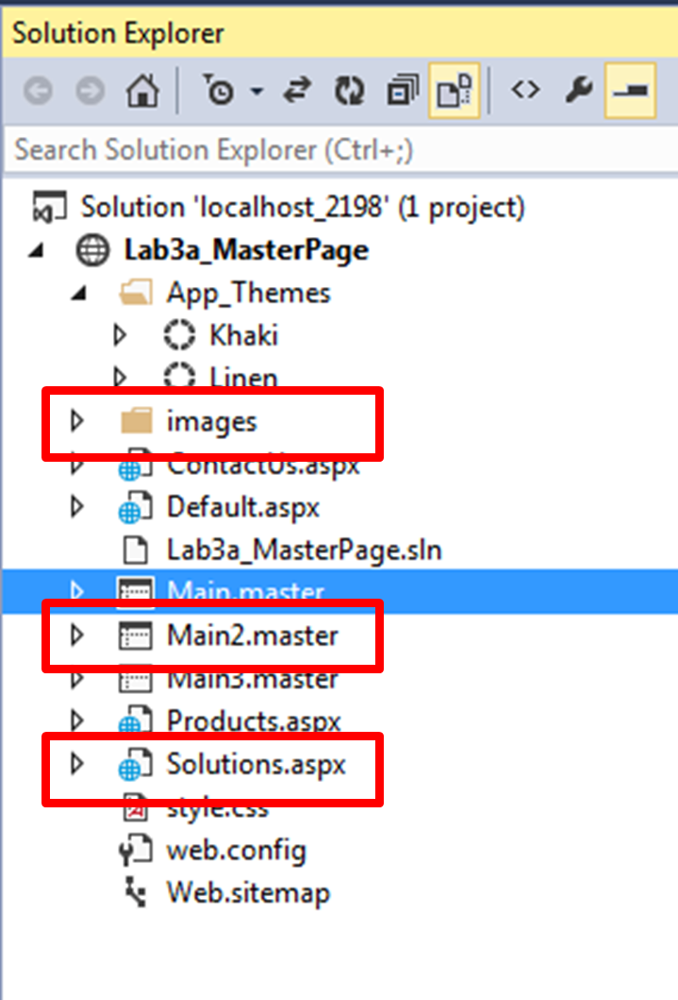 Solution Explorer
Search Solution Explorer (Ctrl+;)
Solution 'localhost_2198' (1 project)
Lab3a_MasterPage
App_Themes
Khaki
Linen
images
ContactUs.aspx
Default.aspx
Lab3a_MasterPage.sln
Main.master
Main2.master
Main3.master
Products.aspx
Solutions.aspx
style.css
web.config
Web.sitemap